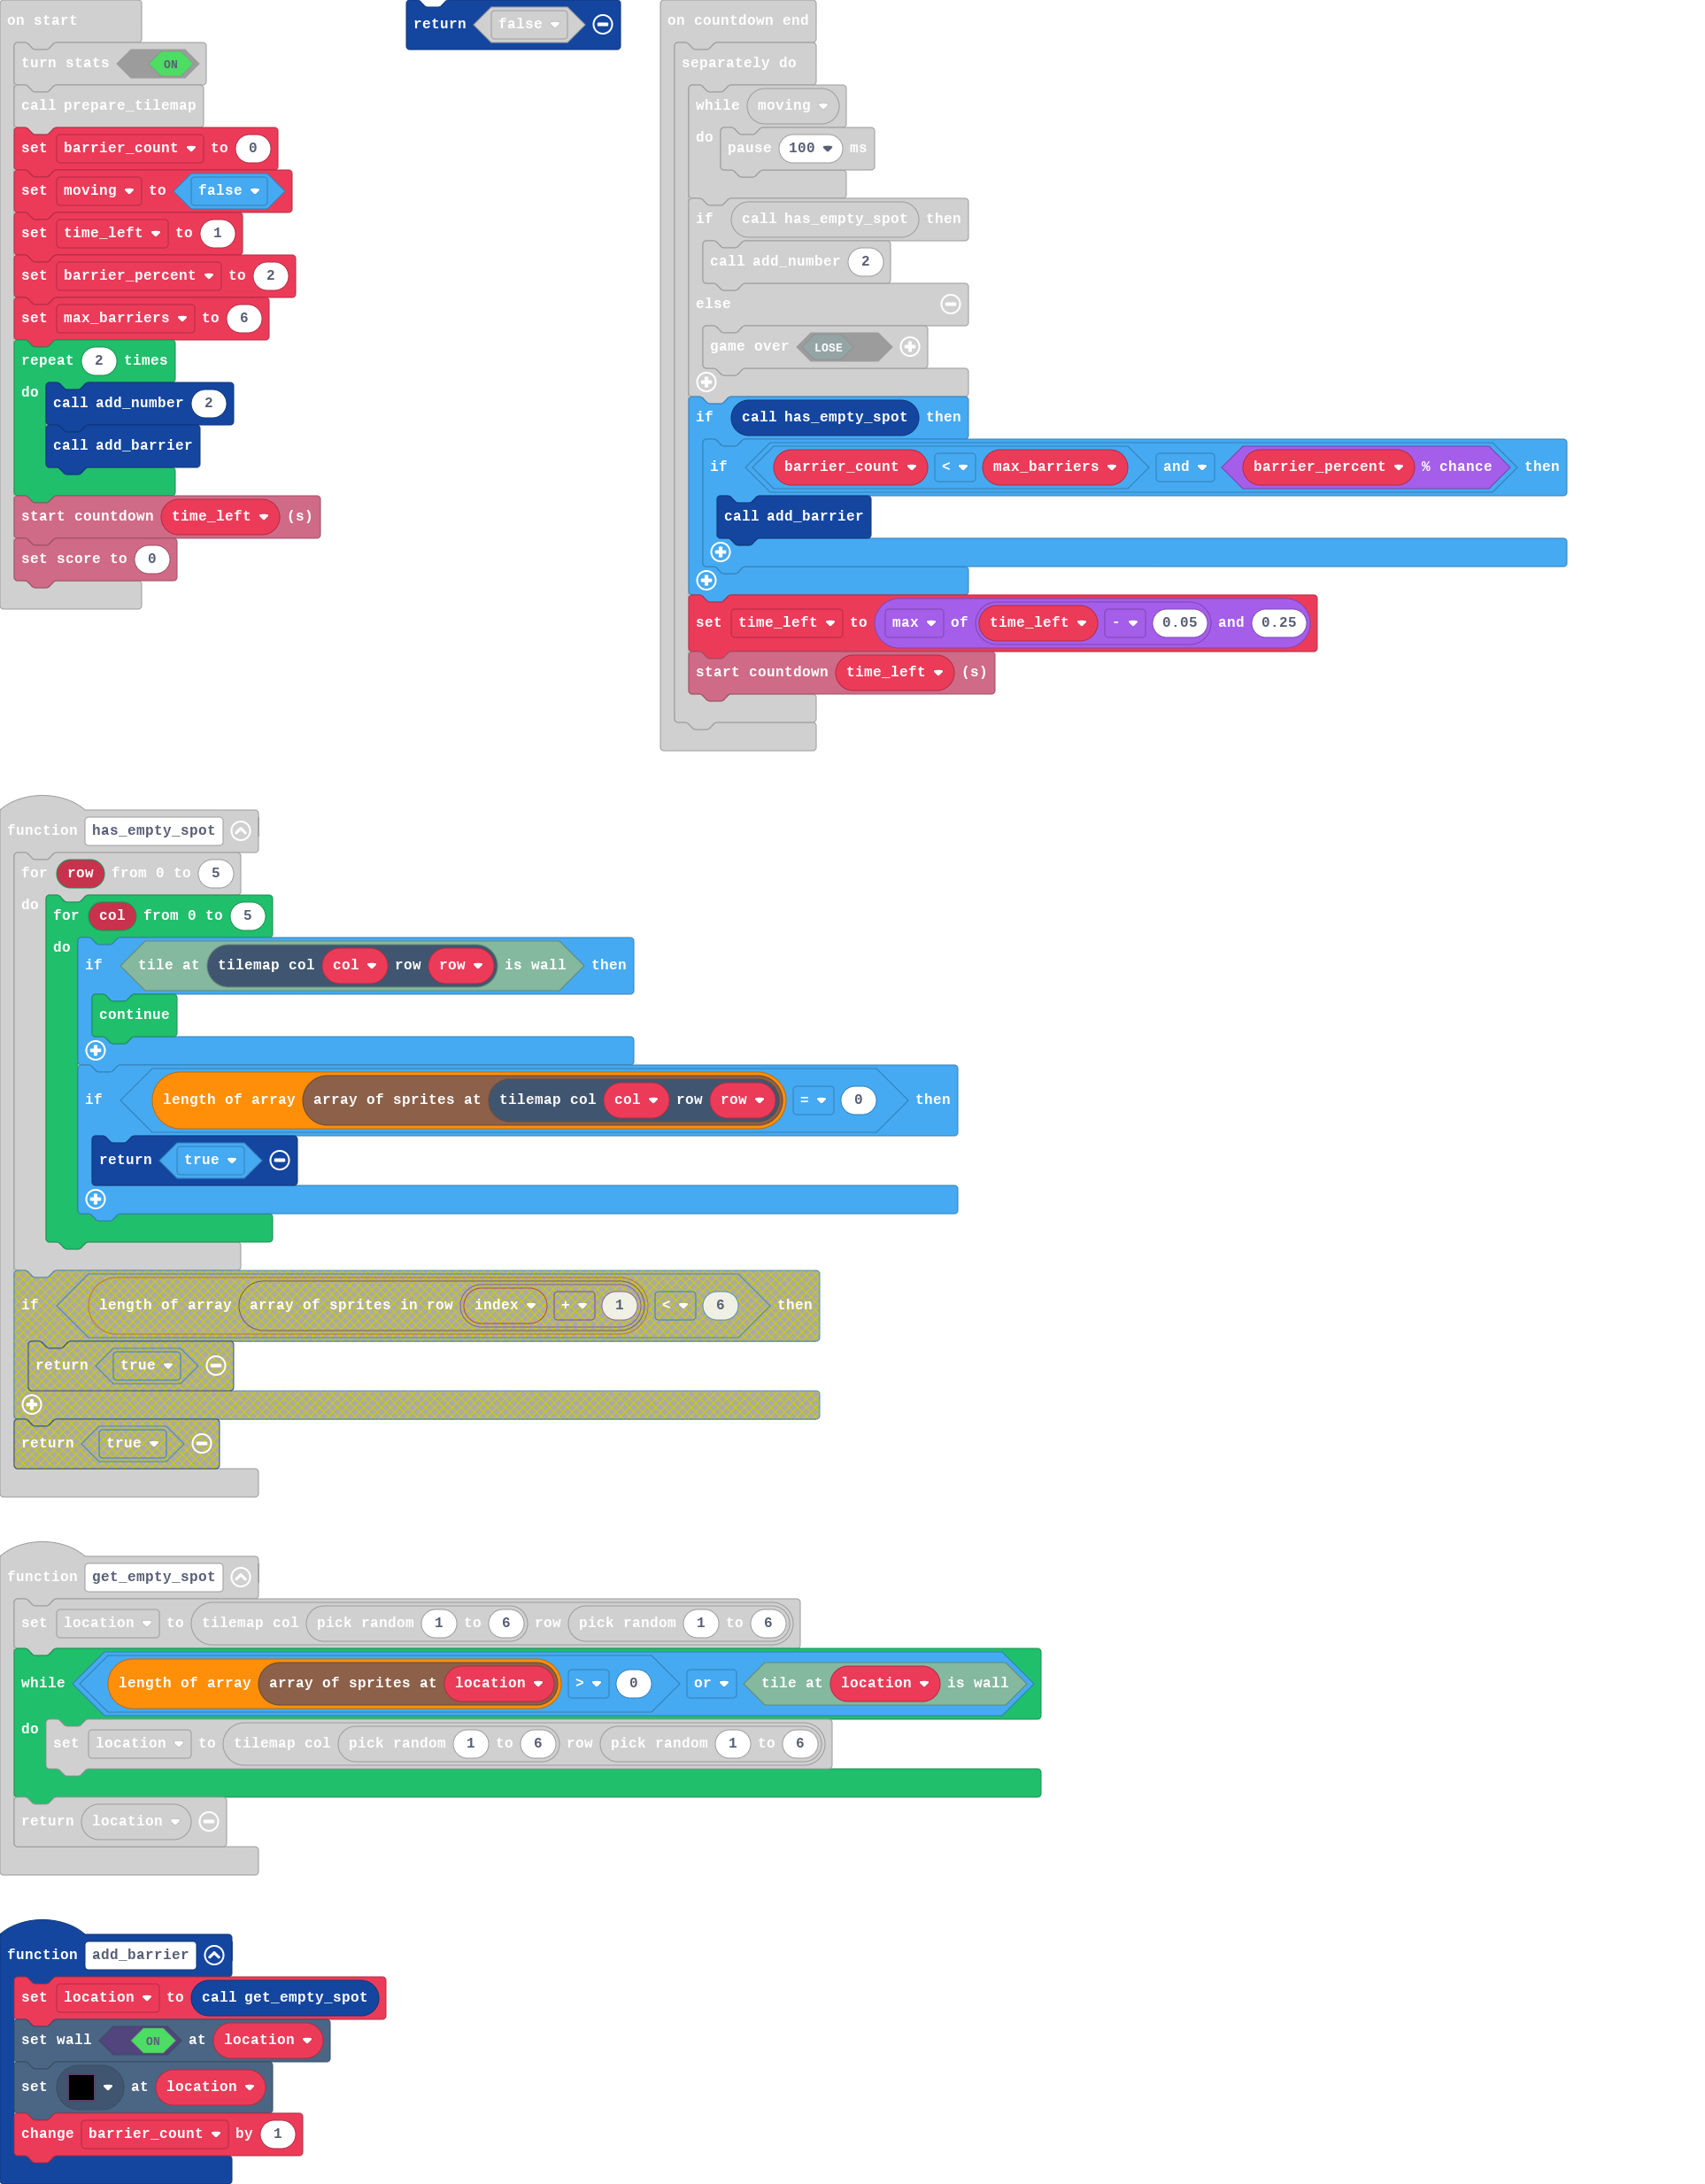 on start
turn stats ON
call prepare_tilemap
set barrier_count to 0
set moving to false
set time_left to 1
set barrier_percent to 2
set max_barriers to 6
repeat 2 times
do
call add_number 2
call add_barrier
start countdown time_left (s)
set score to 0
return false
on countdown end
separately do
while moving
do
pause 100 ms
if call has_empty_spot then
call add_number 2
else
game over LOSE
if call has_empty_spot then
if barrier_count < max_barriers and barrier_percent % chance then
call add_barrier
set time_left to max of time_left - 0.05 and 0.25
start countdown time_left (s)
function has_empty_spot
for row from 0 to 5
do
for col from 0 to 5
do
if tile at tilemap col col row row is wall then
continue
if length of array array of sprites at tilemap col col row row = 0 then
return true
if length of array array of sprites in row index + 1 < 6 then
return true
return true
function get_empty_spot
set location to tilemap col pick random 1 to 6 row pick random 1 to 6
while length of array array of sprites at location > 0 or tile at location is wall
do
set location to tilemap col pick random 1 to 6 row pick random 1 to 6
return location
function add_barrier
set location to call get_empty_spot
set wall ON at location
set at location
change barrier_count by 1